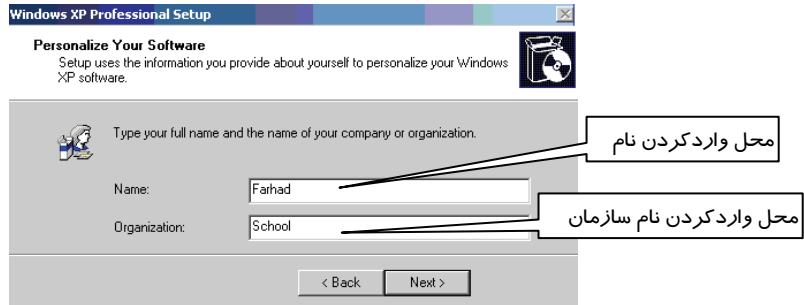 Windows XP Professional Setup
Personalize Your Software
Setup uses the information you provide about yourself to personalize your Windows
XP software.
Type your full name and the name of your company or organization.
محل واردکردن نام
Name:
Farhad
محل واردکردن نام سازمان
Organization:
School
< Back
Next >